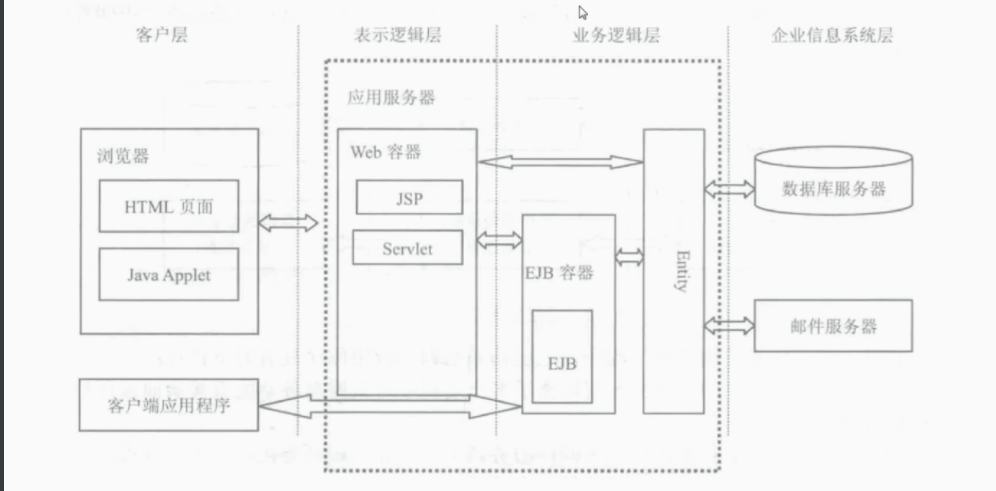 客户层
表示逻辑层
业务逻辑层
企业信息系统层
应用服务器
浏览器
HTML 页面
Java Applet
客户端应用程序
Web 容器
JSP
Servlet
EJB 容器
EJB
Entity
数据库服务器
邮件服务器